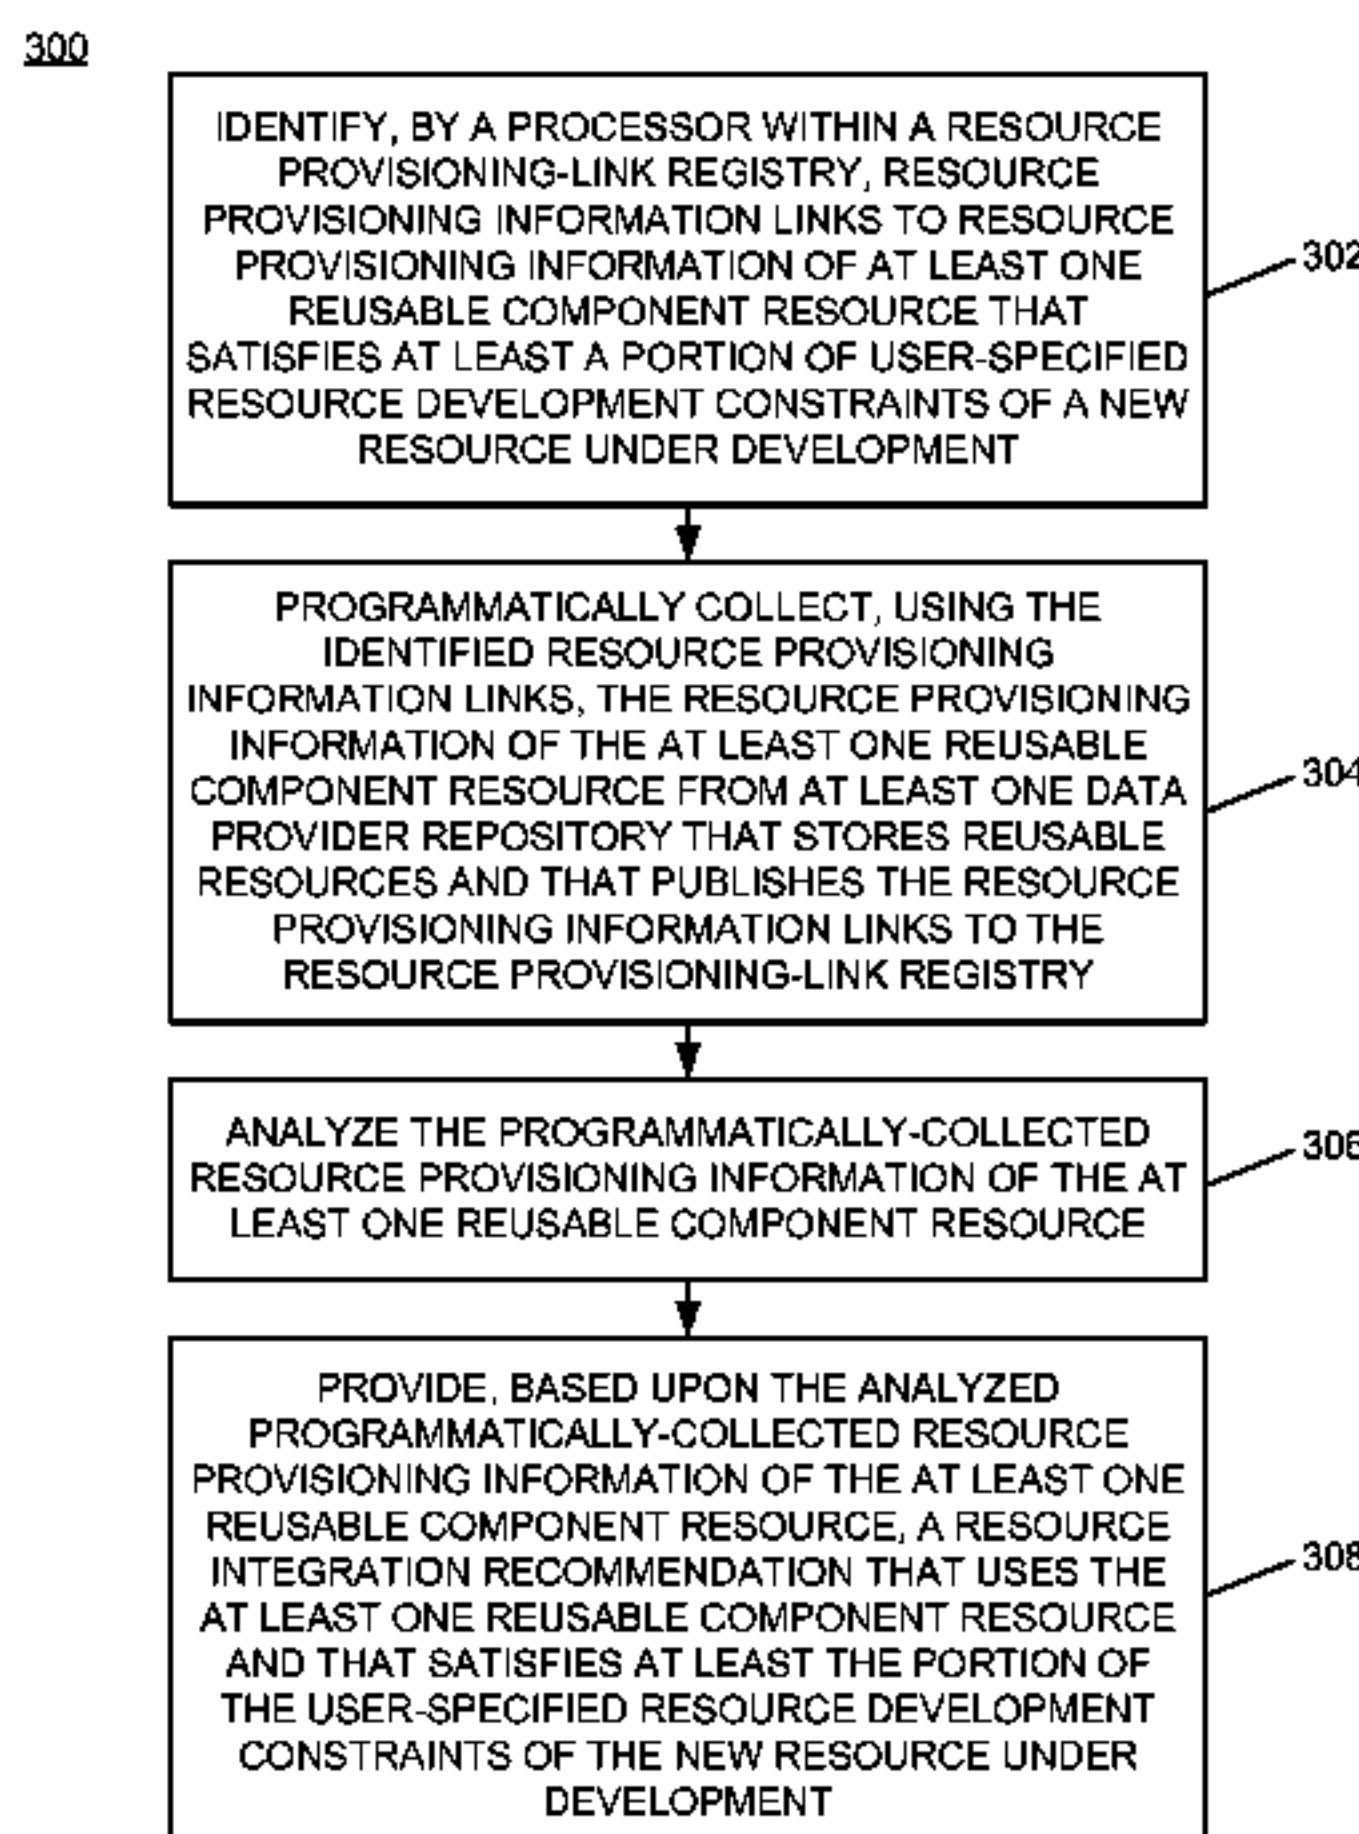 300
IDENTIFY, BY A PROCESSOR WITHIN A RESOURCE
PROVISIONING-LINK REGISTRY, RESOURCE
PROVISIONING INFORMATION LINKS TO RESOURCE
PROVISIONING INFORMATION OF AT LEAST ONE
REUSABLE COMPONENT RESOURCE THAT
SATISFIES AT LEAST A PORTION OF USER-SPECIFIED
RESOURCE DEVELOPMENT CONSTRAINTS OF A NEW
RESOURCE UNDER DEVELOPMENT
302
PROGRAMMATICALLY COLLECT, USING THE
IDENTIFIED RESOURCE PROVISIONING
INFORMATION LINKS, THE RESOURCE PROVISIONING
INFORMATION OF THE AT LEAST ONE REUSABLE
COMPONENT RESOURCE FROM AT LEAST ONE DATA
PROVIDER REPOSITORY THAT STORES REUSABLE
RESOURCES AND THAT PUBLISHES THE RESOURCE
PROVISIONING INFORMATION LINKS TO THE
RESOURCE PROVISIONING-LINK REGISTRY
304
ANALYZE THE PROGRAMMATICALLY-COLLECTED
RESOURCE PROVISIONING INFORMATION OF THE AT
LEAST ONE REUSABLE COMPONENT RESOURCE
306
PROVIDE, BASED UPON THE ANALYZED
PROGRAMMATICALLY-COLLECTED RESOURCE
PROVISIONING INFORMATION OF THE AT LEAST ONE
REUSABLE COMPONENT RESOURCE, A RESOURCE
INTEGRATION RECOMMENDATION THAT USES THE
AT LEAST ONE REUSABLE COMPONENT RESOURCE
AND THAT SATISFIES AT LEAST THE PORTION OF
THE USER-SPECIFIED RESOURCE DEVELOPMENT
CONSTRAINTS OF THE NEW RESOURCE UNDER
DEVELOPMENT
308